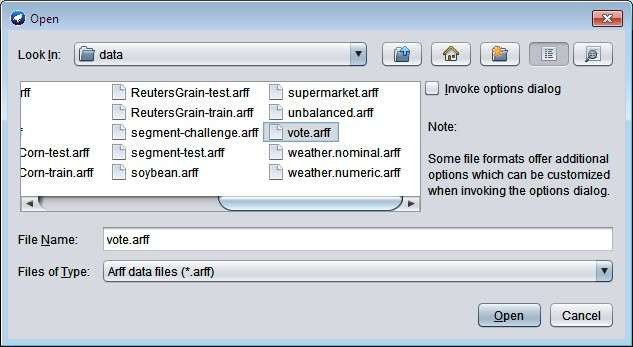 Open
Look In:
data
rff
ReutersGrain-test.arff
supermarket.arff
ReutersGrain-train.arff
unbalanced.arff
segment-challenge.arff
vote.arff
Corn-test.arff
segment-test.arff
weather.nominal.arff
Corn-train.arff
soybean.arff
weather.numeric.arff
Invoke options dialog
Note:
Some file formats offer additional
options which can be customized
when invoking the options dialog.
File Name:
vote.arff
Files of Type:
Arff data files (*.arff)
Open
Cancel